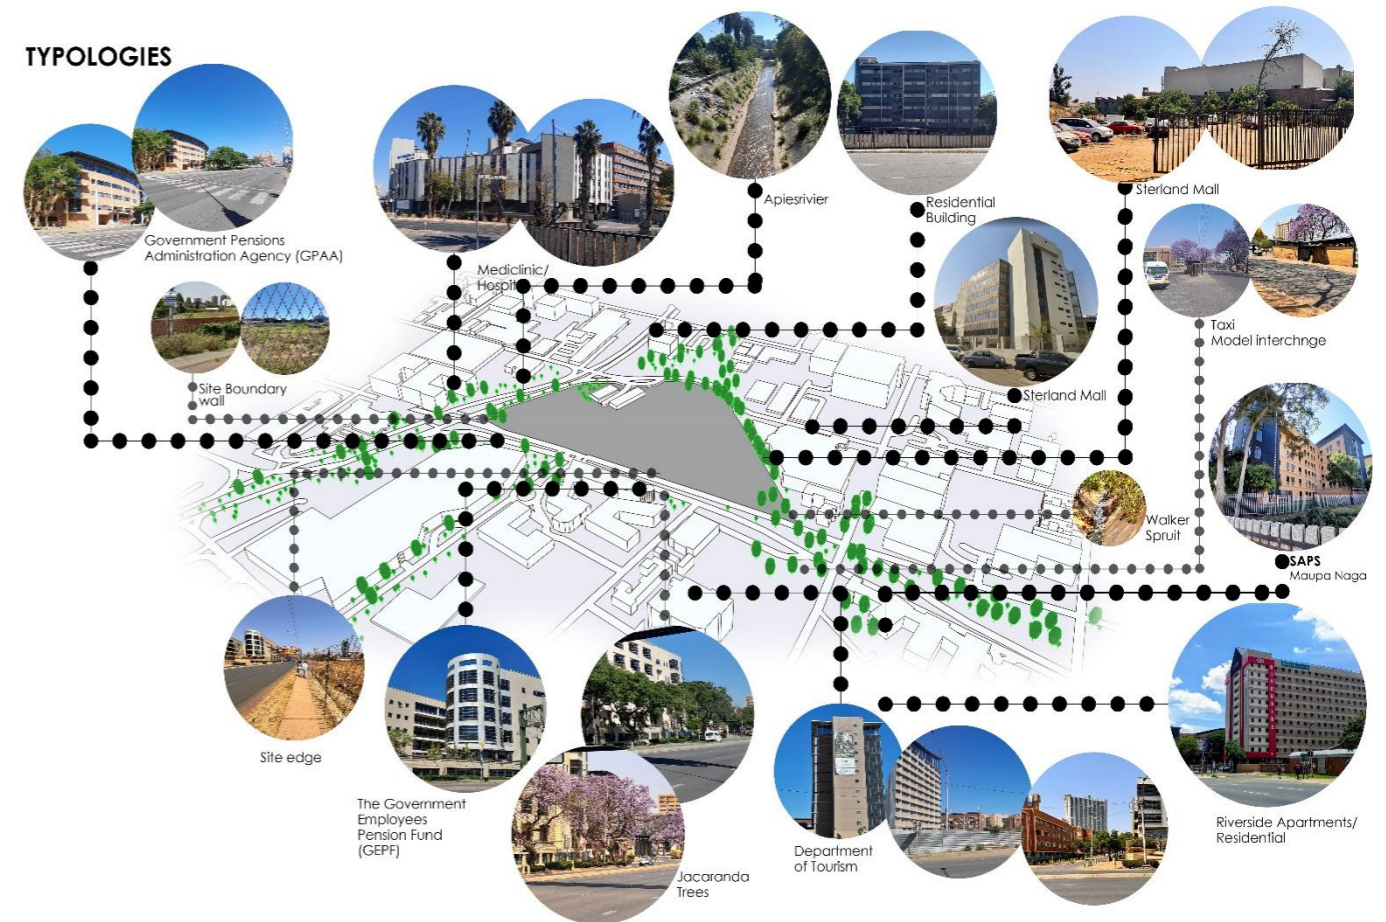 TYPOLOGIES
Government Pensions
Administration Agency (GPAA)
Mediclinic/
Hospital
Apiesrivier
Residential
Building
Sterland Mall
Taxi
Model interchnge
Site Boundary
wall
Sterland Mall
Walker
Spruit
SAPS
Maupa Naga
Site edge
The Government
Employees
Pension Fund
(GEPF)
Jacaranda
Trees
Department
of Tourism
Riverside Apartments/
Residential